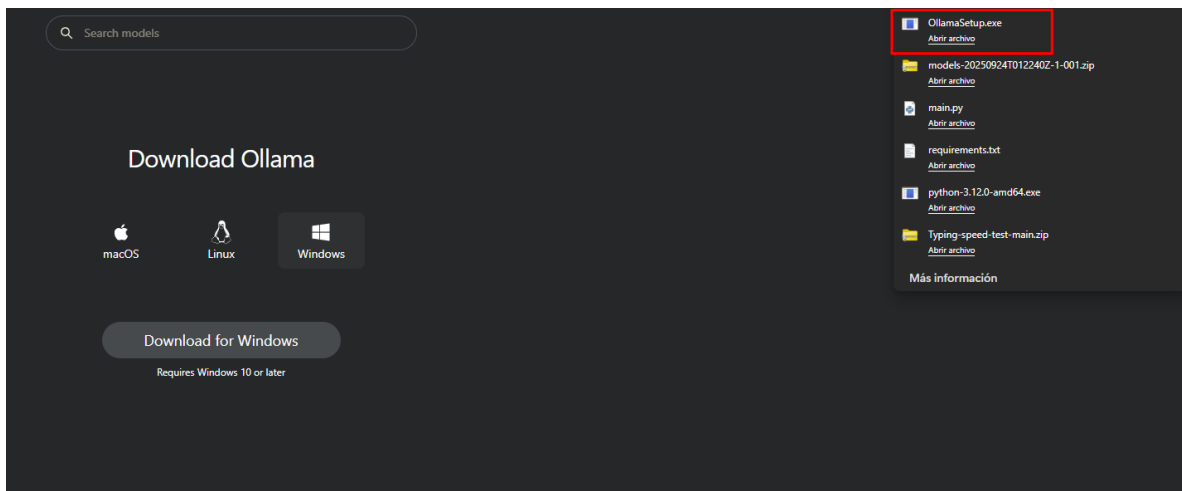 Search models
Download Ollama
macOS
Linux
Windows
Download for Windows
Requires Windows 10 or later
OllamaSetup.exe
Abrir archivo
models-20250924T012240Z-1-001.zip
Abrir archivo
main.py
Abrir archivo
requirements.txt
Abrir archivo
python-3.12.0-amd64.exe
Abrir archivo
Typing-speed-test-main.zip
Abrir archivo
Más información